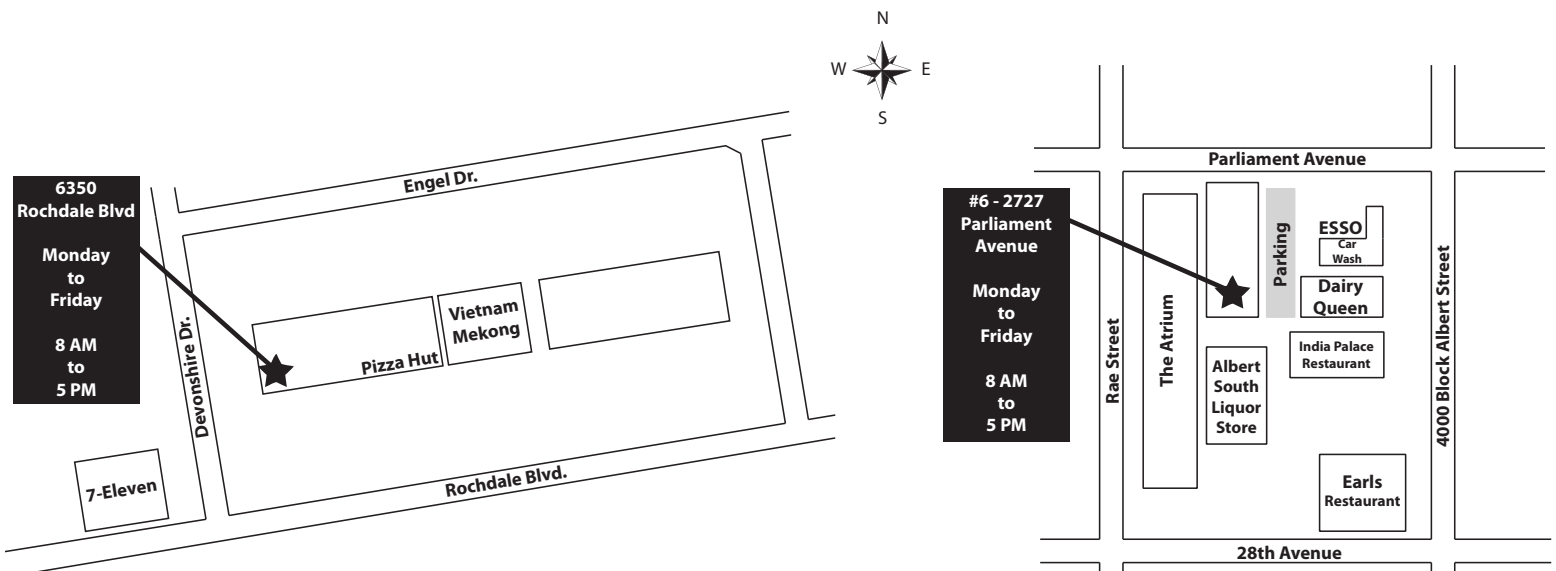 N
W
E
S
6350
Rochdale Blvd
Monday
to
Friday
8 AM
to
5 PM
Engel Dr.
Devonshire Dr.
Vietnam
Mekong
Pizza Hut
7-Eleven
Rochdale Blvd.
#6 - 2727
Parliament
Avenue
Monday
to
Friday
8 AM
to
5 PM
Parliament Avenue
Rae Street
The Atrium
Parking
ESSO
Car
Wash
Dairy
Queen
India Palace
Restaurant
Albert
South
Liquor
Store
4000 Block Albert Street
Earls
Restaurant
28th Avenue